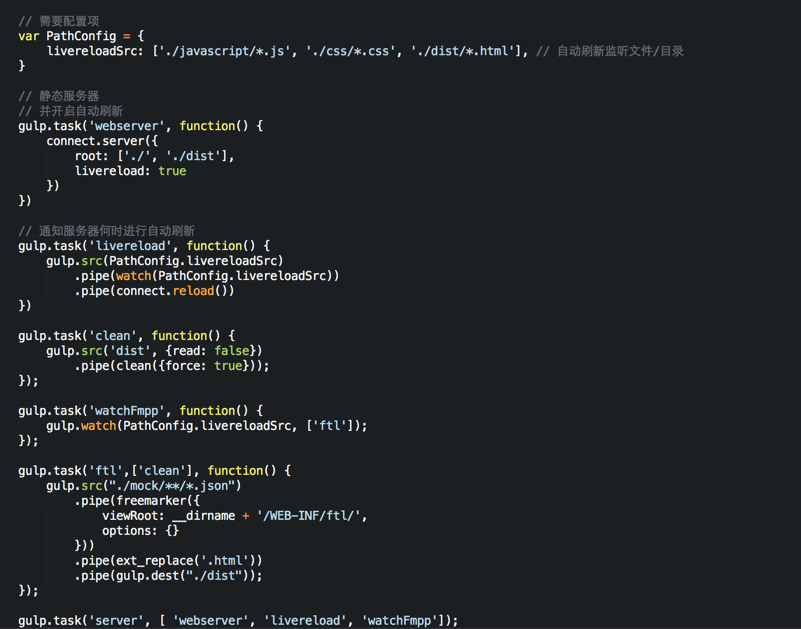 // 需要配置项
var PathConfig = {
    livereloadSrc: ['./javascript/*.js', './css/*.css', './dist/*.html'], // 自动刷新监听文件/目录
}

// 静态服务器
// 并开启自动刷新
gulp.task('webserver', function() {
    connect.server({
        root: ['./', './dist'],
        livereload: true
    })
})

// 通知服务器何时进行自动刷新
gulp.task('livereload', function() {
    gulp.src(PathConfig.livereloadSrc)
        .pipe(watch(PathConfig.livereloadSrc))
        .pipe(connect.reload())
})

gulp.task('clean', function() {
    gulp.src('dist', {read: false})
        .pipe(clean({force: true}));
});

gulp.task('watchFmpp', function() {
    gulp.watch(PathConfig.livereloadSrc, ['ftl']);
});

gulp.task('ftl',['clean'], function() {
    gulp.src("./mock/**/*.json")
        .pipe(freemarker({
            viewRoot: __dirname + '/WEB-INF/ftl/',
            options: {}
        }))
        .pipe(ext_replace('.html'))
        .pipe(gulp.dest("./dist"));
});

gulp.task('server', [ 'webserver', 'livereload', 'watchFmpp']);